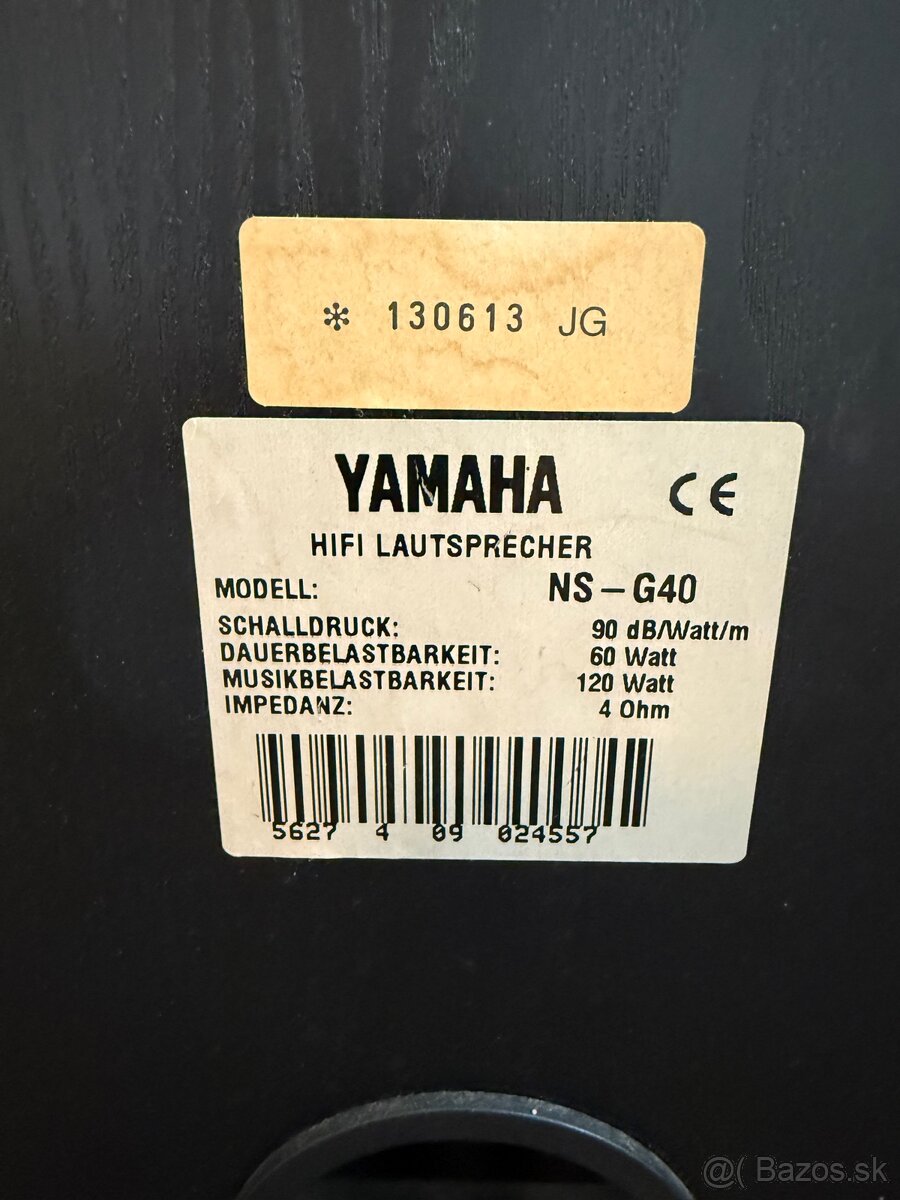 * 130613 JG
YAMAHA CE
HIFI LAUTSPRECHER
MODELL: NS-G40
SCHALLDRUCK: 90 dB/Watt/m
DAUERBELASTBARKEIT: 60 Watt
MUSIKBELASTBARKEIT: 120 Watt
IMPEDANZ: 4 Ohm
5627 4 09 024557
@( Bazos.sk